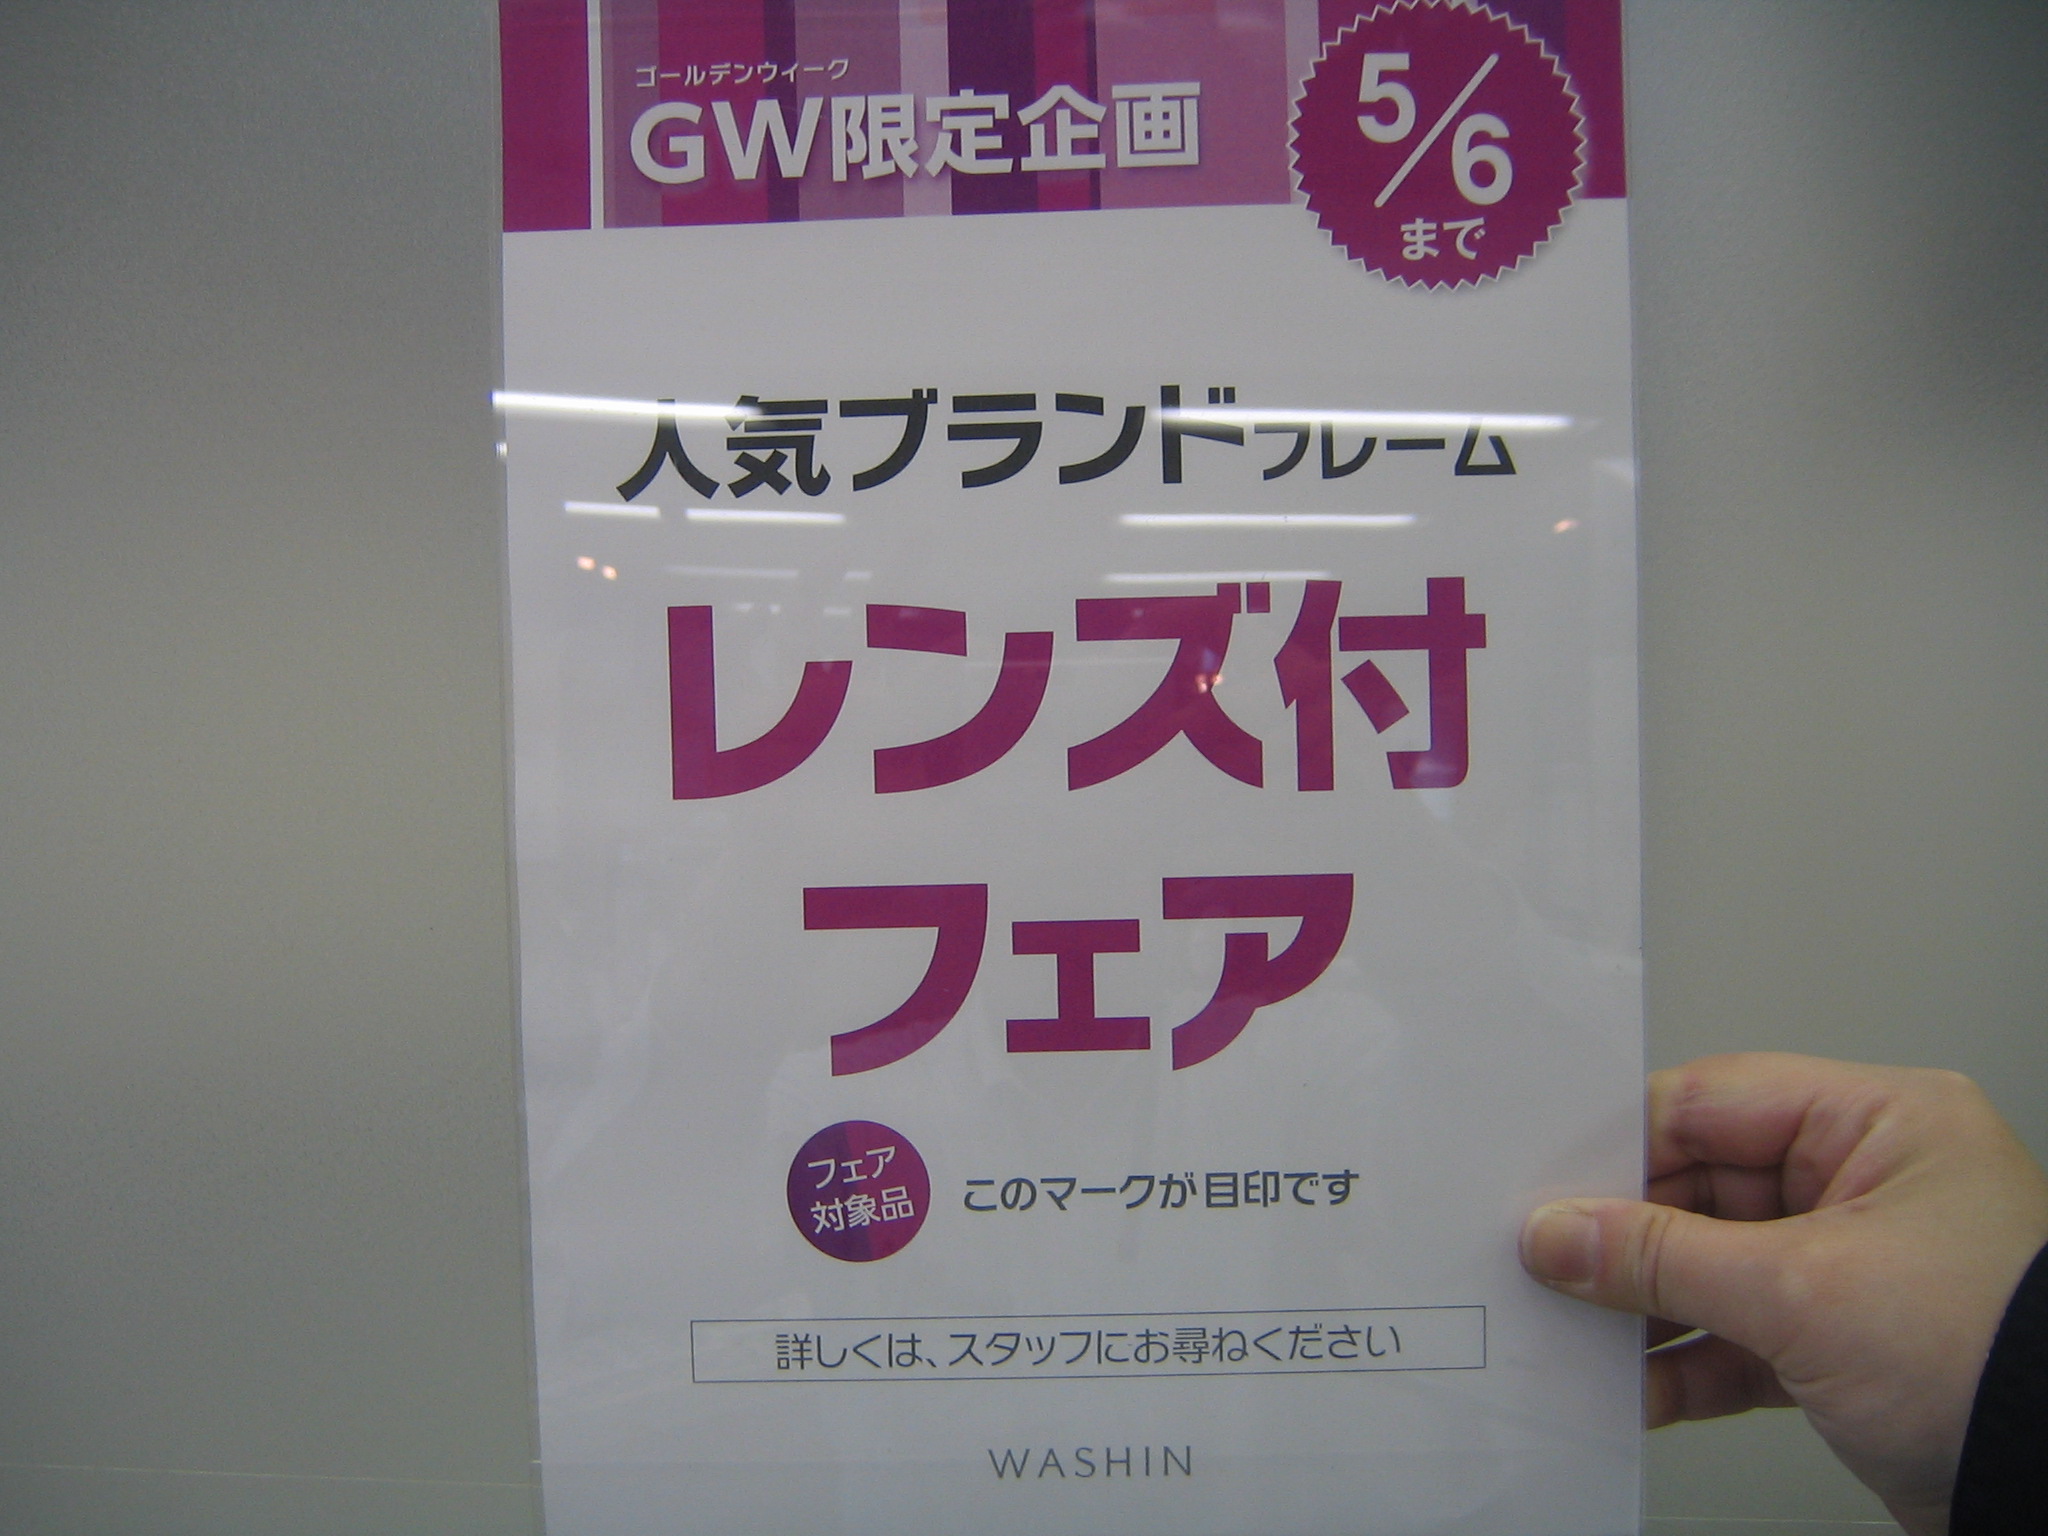 ゴールデンウィーク
GW限定企画
5/6
まで
人気ブランドフレーム
レンズ付
フェア
フェア
対象品
このマークが目印です
詳しくは、スタッフにお尋ねください
WASHIN